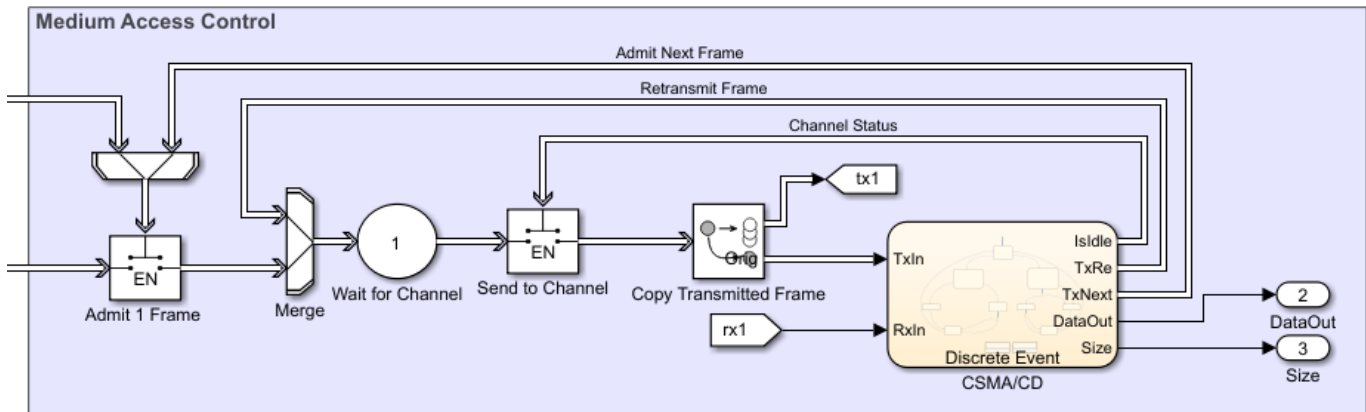 Medium Access Control
Admit Next Frame
Retransmit Frame
Channel Status
tx1
1
EN
EN
Orig
IsIdle
TxIn
TxRe
Wait for Channel
Send to Channel
Copy Transmitted Frame
TxNext
2
Admit 1 Frame
Merge
DataOut
DataOut
rx1
RxIn
Size
3
Discrete Event
CSMA/CD
Size